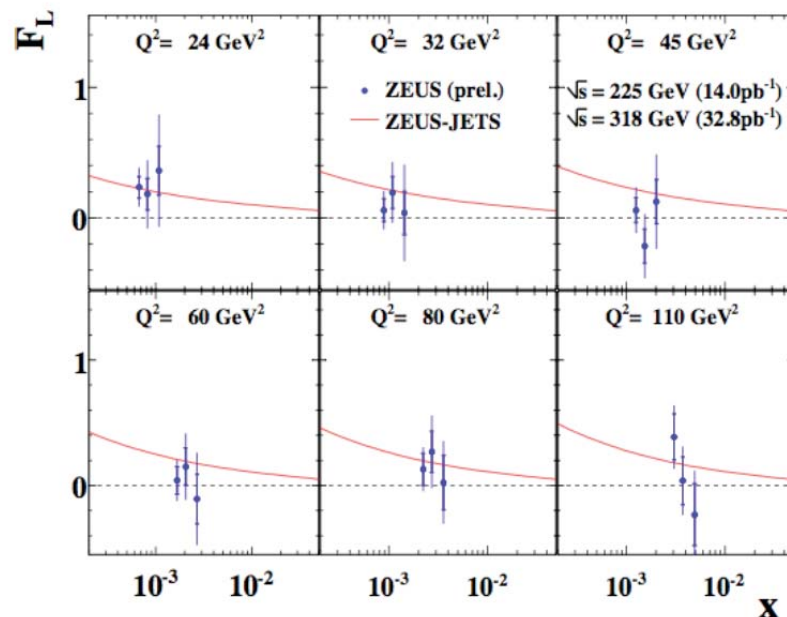 F_L
Q²= 24 GeV²
Q²= 32 GeV²
Q²= 45 GeV²
ZEUS (prel.)
ZEUS-JETS
√s = 225 GeV (14.0pb⁻¹)
√s = 318 GeV (32.8pb⁻¹)
1
0
Q²= 60 GeV²
Q²= 80 GeV²
Q²= 110 GeV²
1
0
10⁻³ 10⁻² 10⁻³ 10⁻² 10⁻³ 10⁻²
x